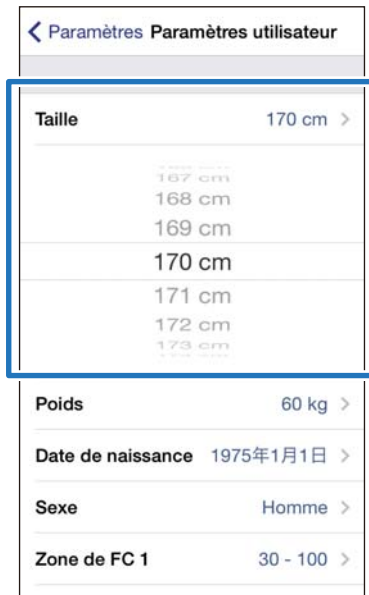 Paramètres Paramètres utilisateur
Taille 170 cm
167 cm
168 cm
169 cm
170 cm
171 cm
172 cm
173 cm
Poids 60 kg
Date de naissance 1975年1月1日
Sexe Homme
Zone de FC 1 30 - 100